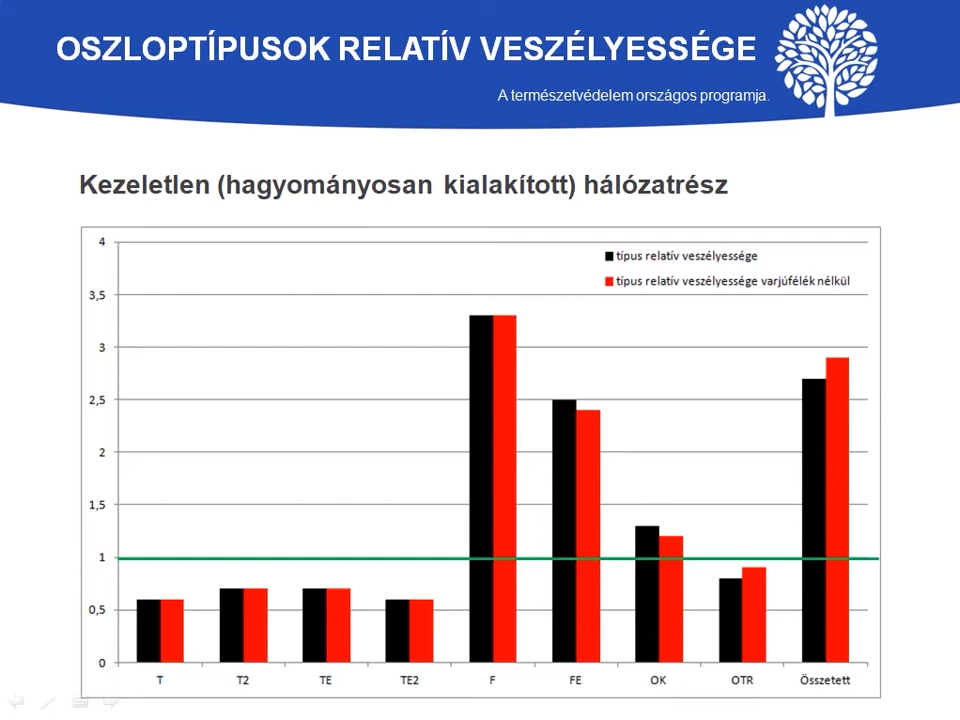 OSZLOPTÍPUSOK RELATÍV VESZÉLYESSÉGE
A természetvédelem országos programja.
Kezeletlen (hagyományosan kialakított) hálózatrész
típus relatív veszélyessége
típus relatív veszélyessége varjúfélék nélkül
4
3,5
3
2,5
2
1,5
1
0,5
0
T T2 TE TE2 F FE OK OTR Összetett